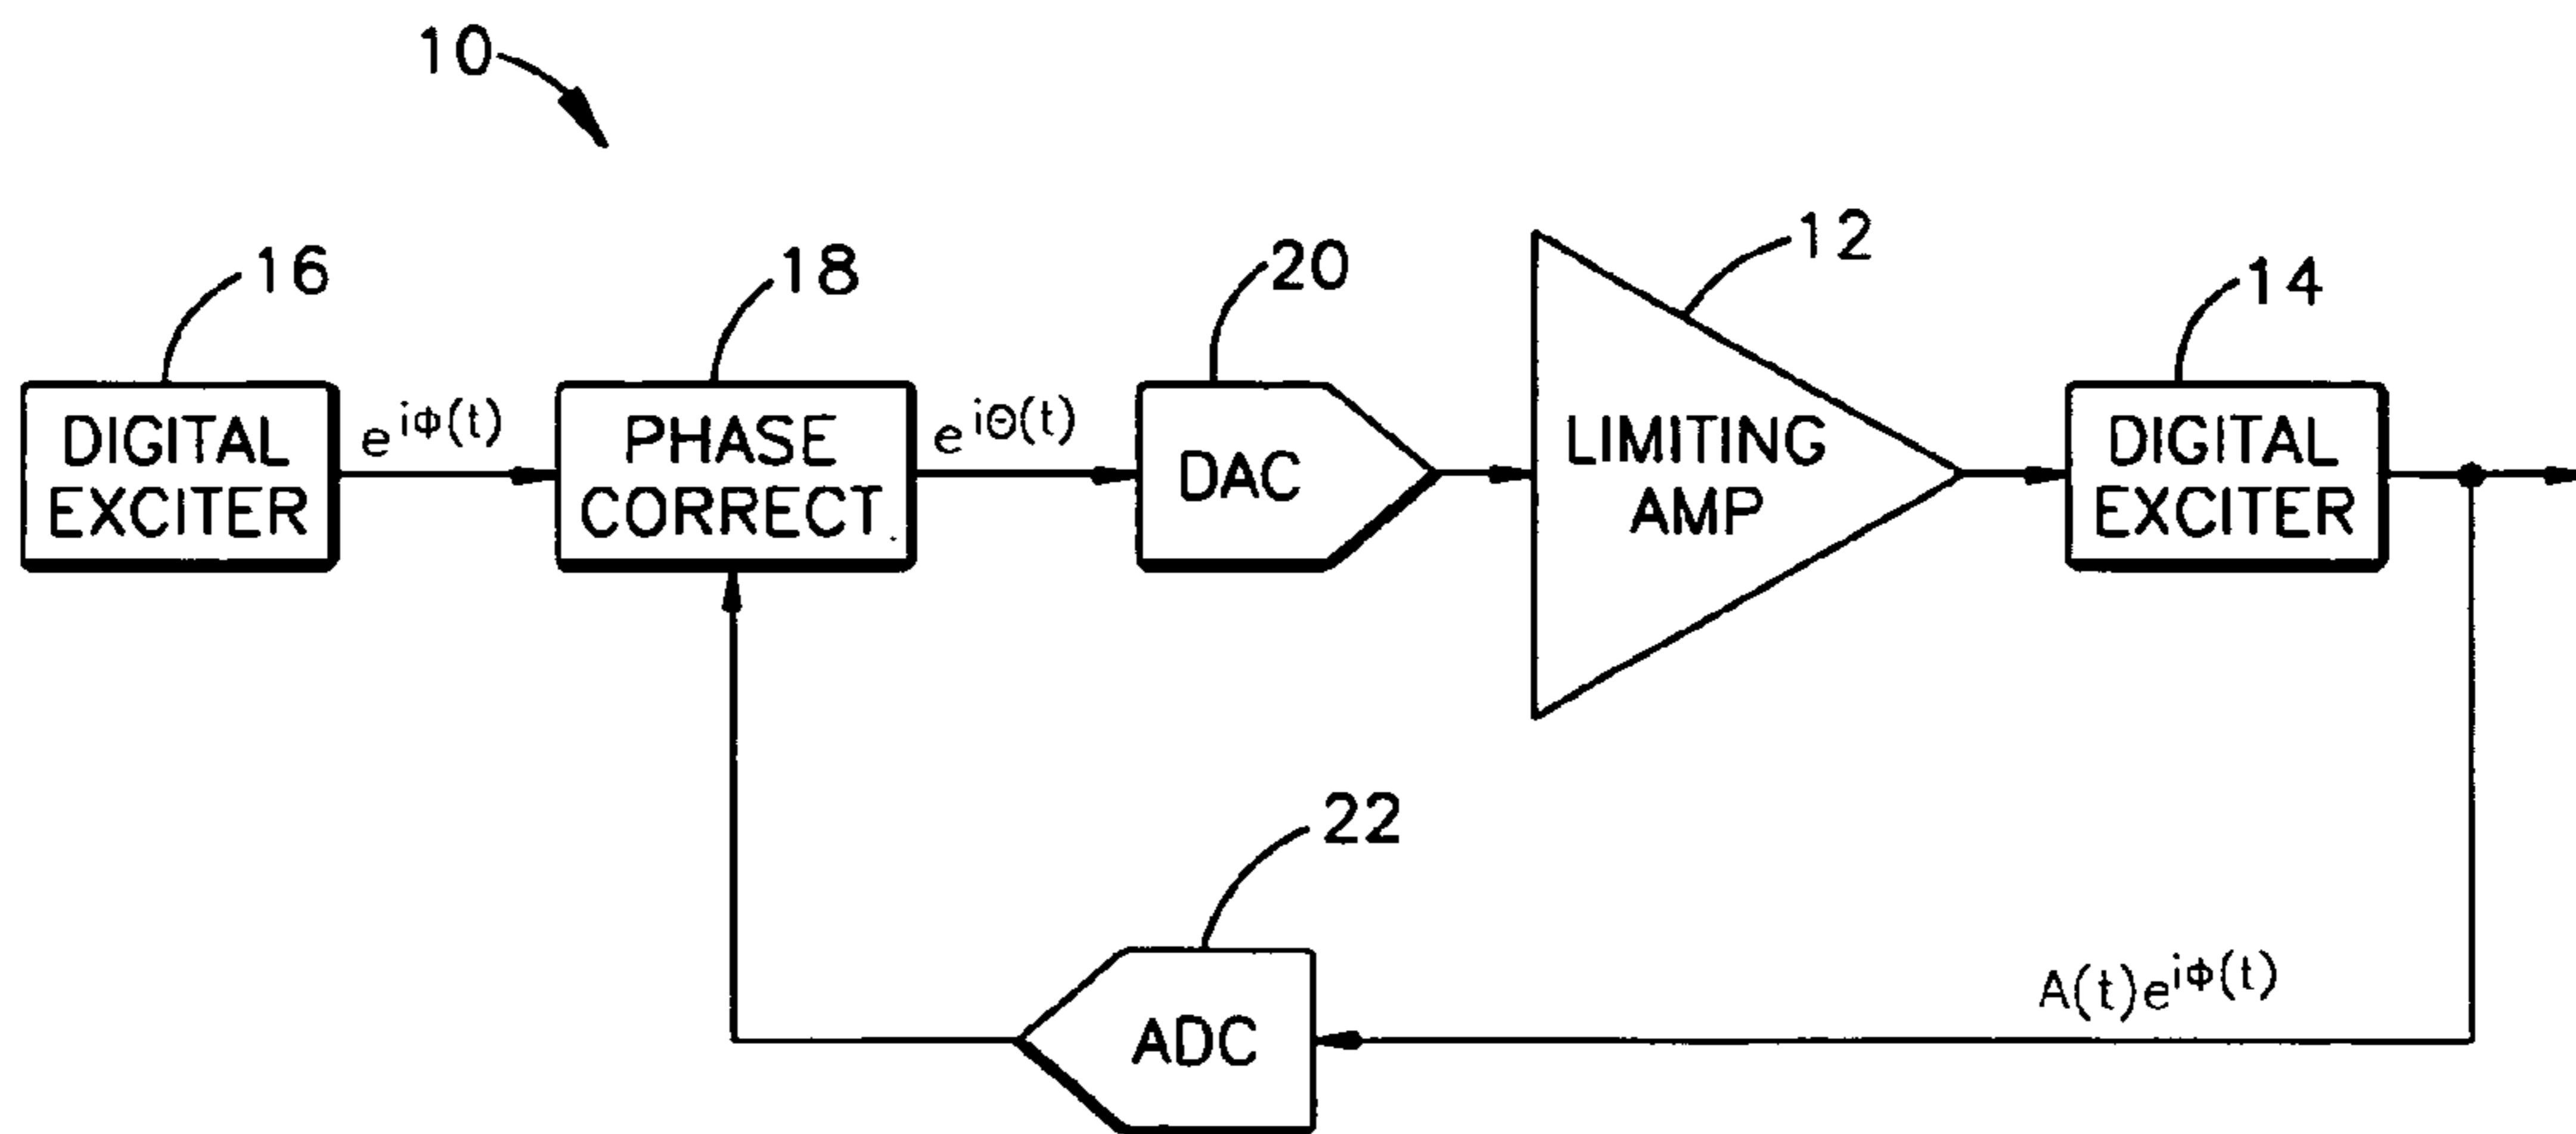 10
16
18
20
12
14
DIGITAL
EXCITER
e^{iφ(t)}
PHASE
CORRECT.
e^{iΘ(t)}
DAC
LIMITING
AMP
DIGITAL
EXCITER
22
ADC
A(t)e^{iφ(t)}